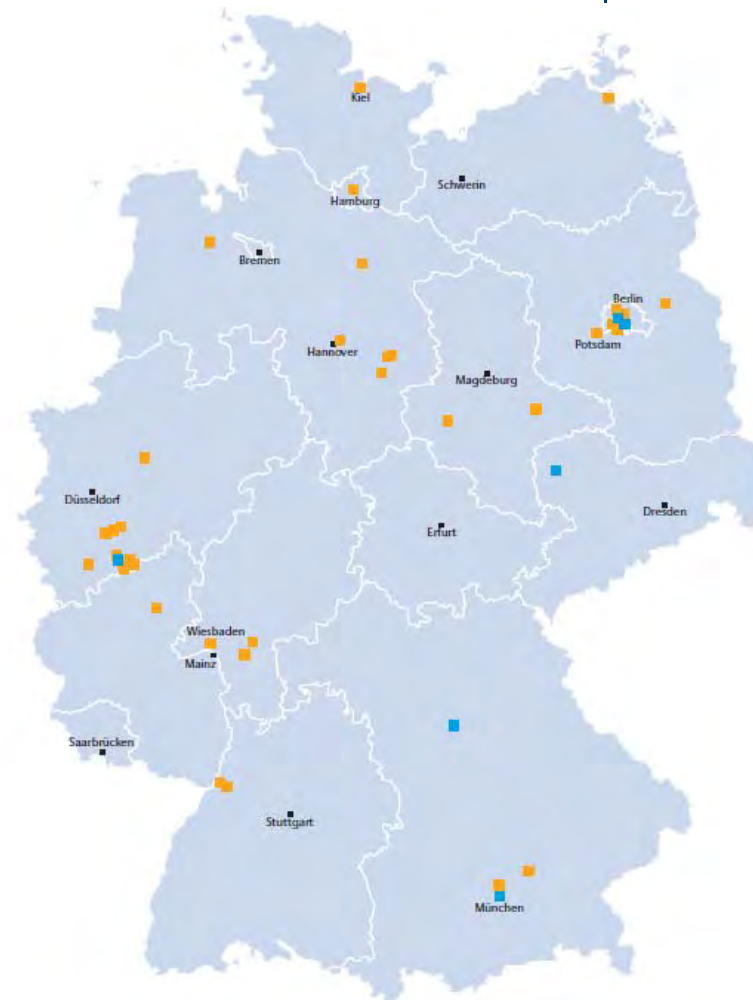 Kiel
Schwerin
Hamburg
Bremen
Berlin
Hannover
Potsdam
Magdeburg
Düsseldorf
Dresden
Erfurt
Wiesbaden
Mainz
Saarbrücken
Stuttgart
München